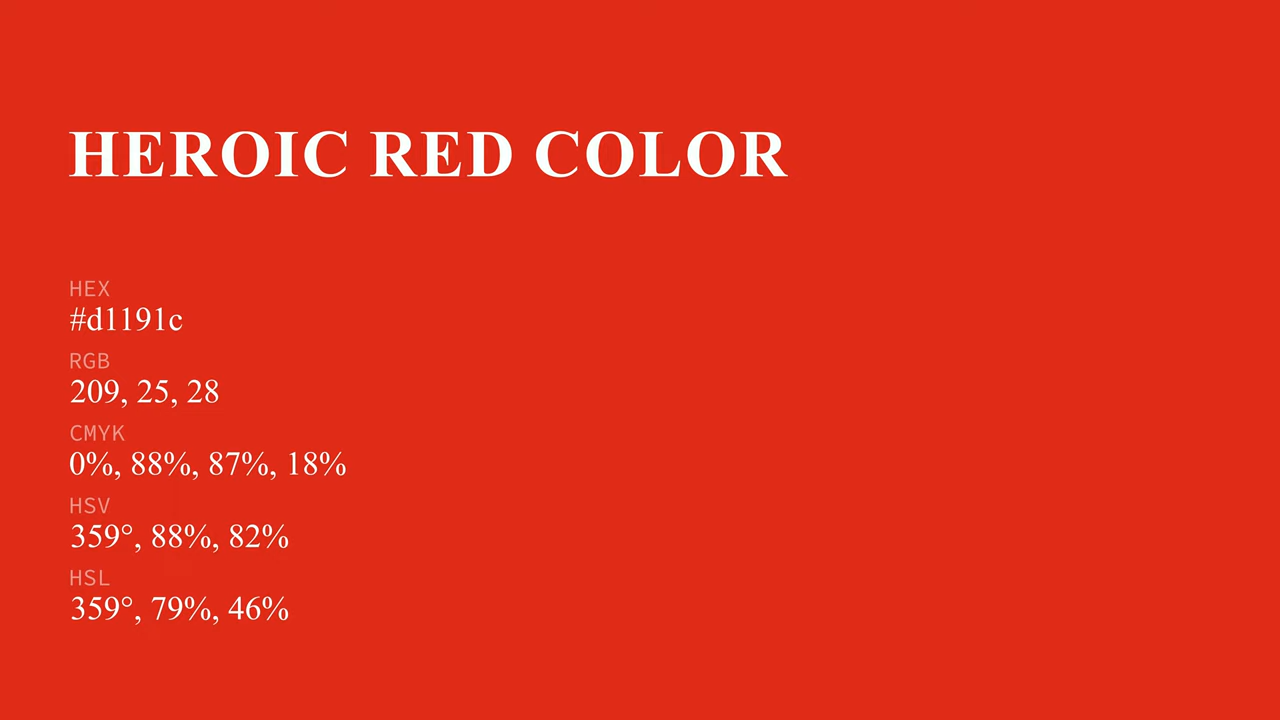 HEROIC RED COLOR
HEX
#d1191c
RGB
209, 25, 28
CMYK
0%, 88%, 87%, 18%
HSV
359°, 88%, 82%
HSL
359°, 79%, 46%